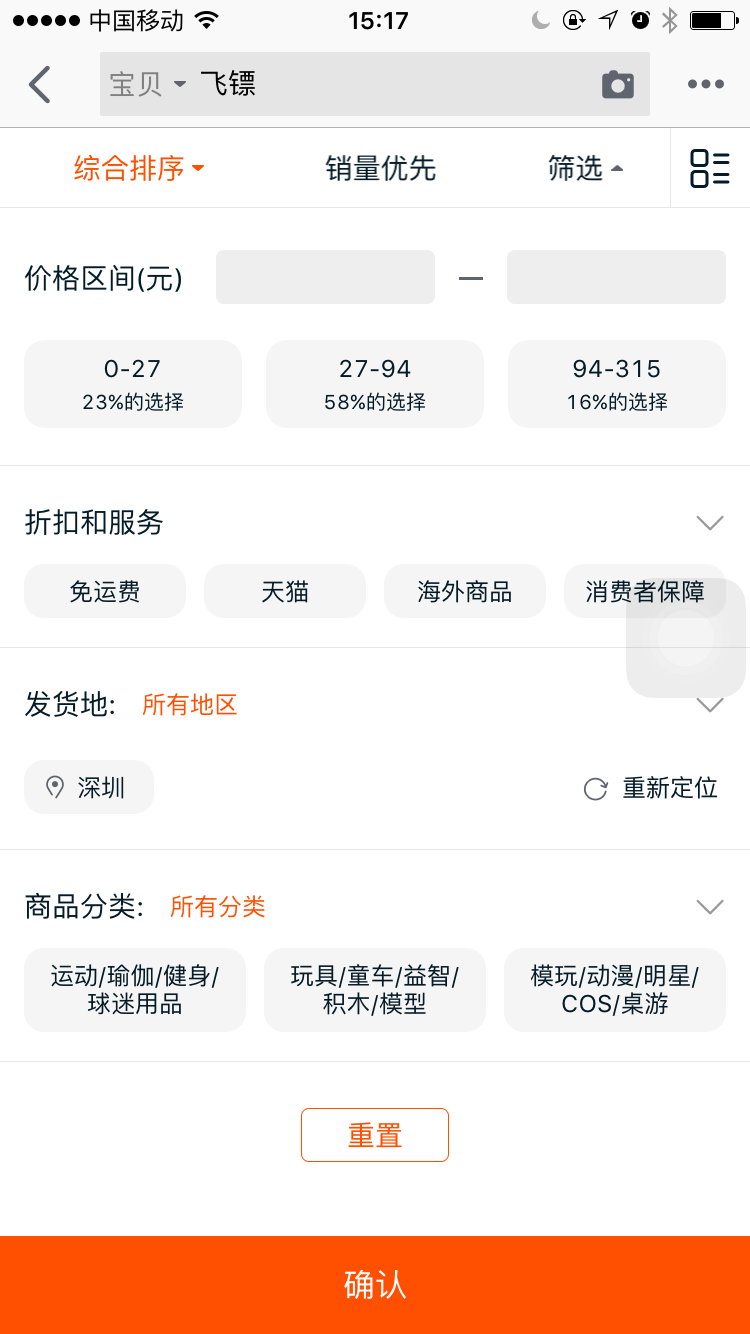 中国移动 15:17
宝贝 飞镖
综合排序 销量优先 筛选
价格区间(元) —
0-27 27-94 94-315
23%的选择 58%的选择 16%的选择
折扣和服务
免运费 天猫 海外商品 消费者保障
发货地: 所有地区
深圳 重新定位
商品分类: 所有分类
运动/瑜伽/健身/ 玩具/童车/益智/ 模玩/动漫/明星/
球迷用品 积木/模型 COS/桌游
重置
确认